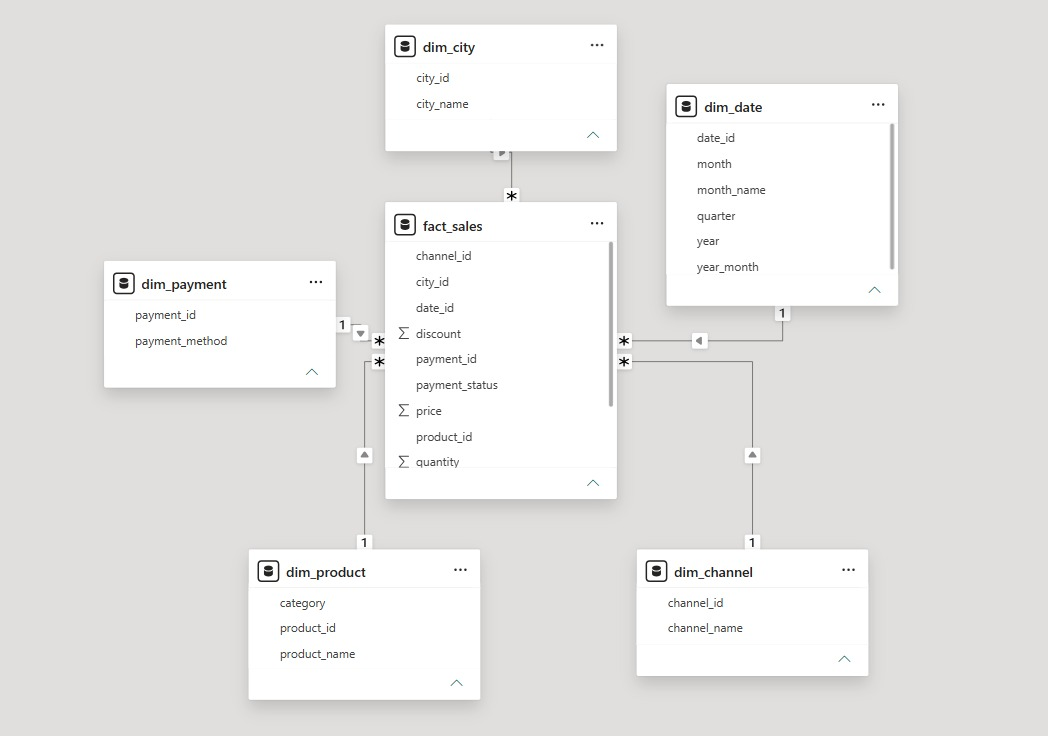 dim_city
city_id
city_name
dim_date
date_id
month
month_name
quarter
year
year_month
1
*
fact_sales
channel_id
city_id
date_id
Σ discount
payment_id
payment_status
Σ price
product_id
Σ quantity
dim_payment
payment_id
payment_method
1
*
*
*
*
1
1
dim_product
category
product_id
product_name
dim_channel
channel_id
channel_name